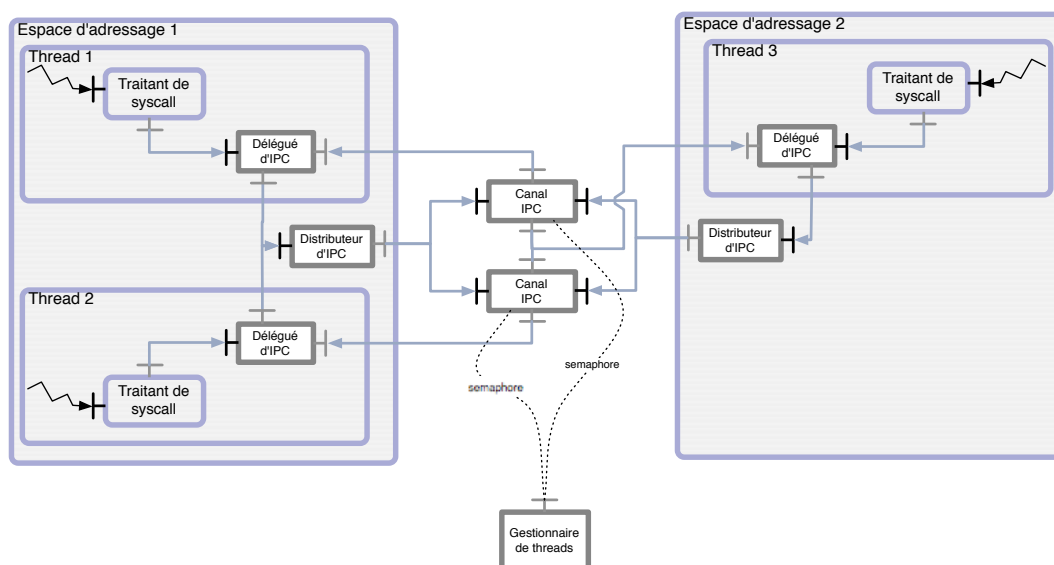 Espace d'adressage 1
Thread 1
Traitant de
syscall
Délégué
d'IPC
Distributeur
d'IPC
Thread 2
Délégué
d'IPC
Traitant de
syscall
Canal
IPC
Canal
IPC
semaphore
semaphore
Gestionnaire
de threads
Espace d'adressage 2
Thread 3
Traitant de
syscall
Délégué
d'IPC
Distributeur
d'IPC